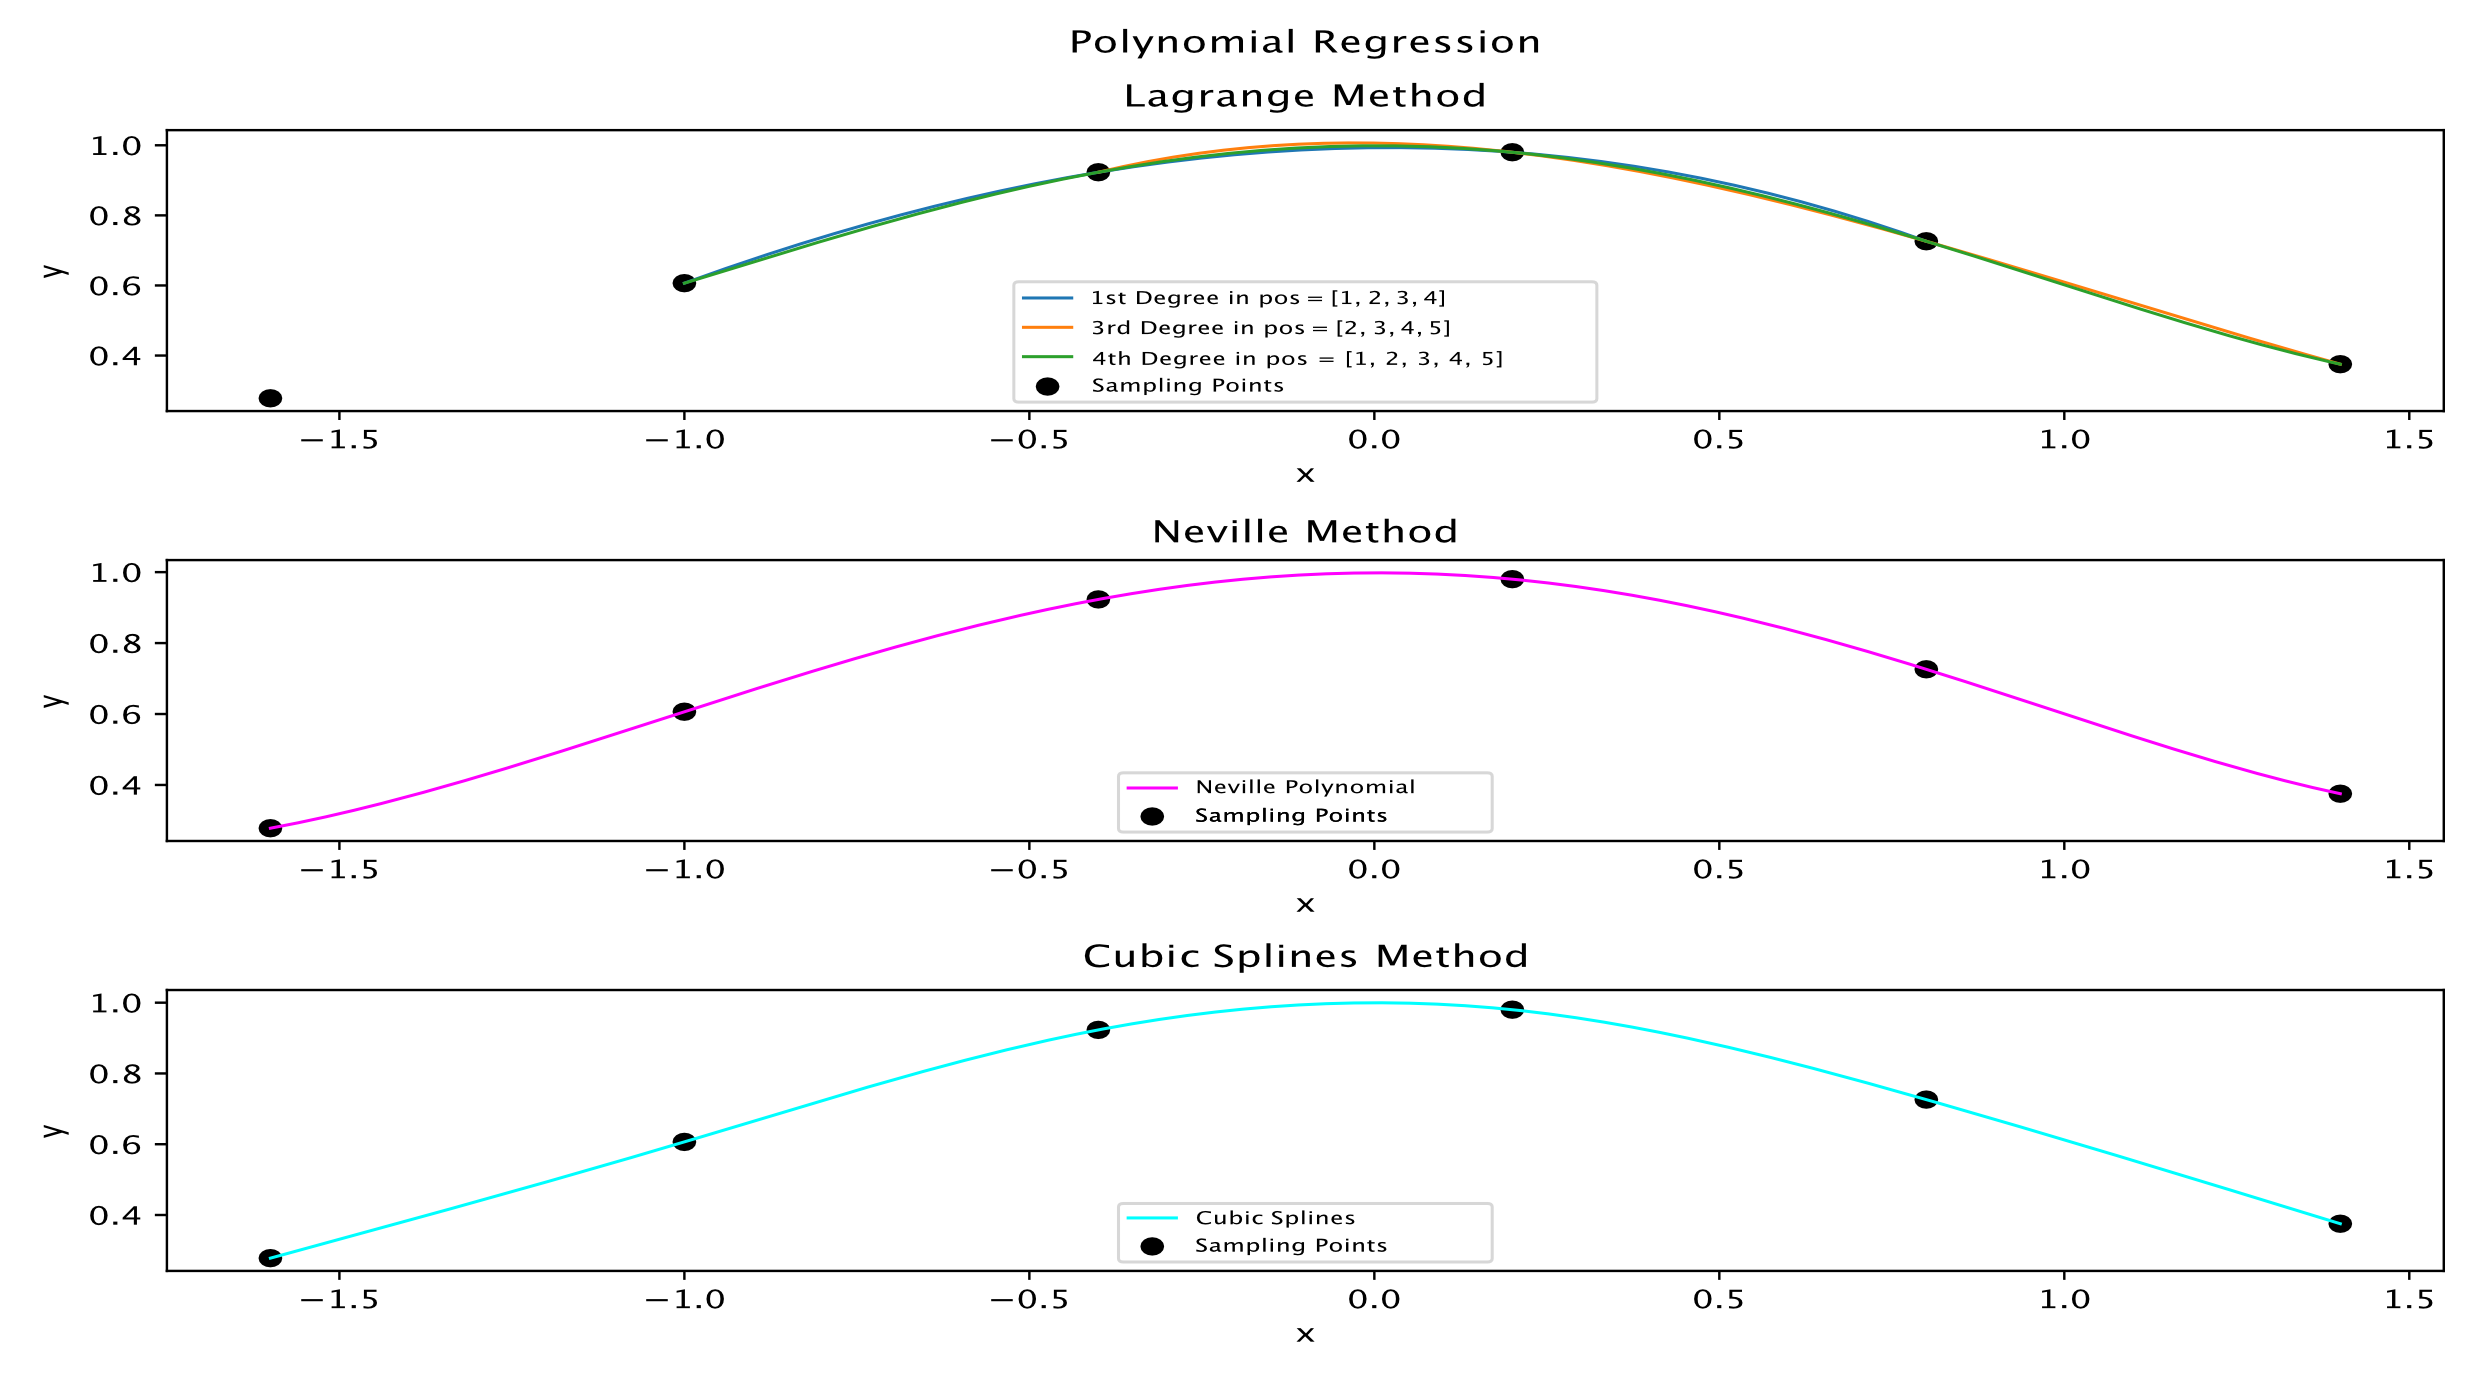 Polynomial Regression
Lagrange Method
1.0
0.8
0.6
0.4
y
1st Degree in pos = [1, 2, 3, 4]
3rd Degree in pos = [2, 3, 4, 5]
4th Degree in pos = [1, 2, 3, 4, 5]
Sampling Points
−1.5 −1.0 −0.5 0.0 0.5 1.0 1.5
x
Neville Method
1.0
0.8
0.6
0.4
y
Neville Polynomial
Sampling Points
−1.5 −1.0 −0.5 0.0 0.5 1.0 1.5
x
Cubic Splines Method
1.0
0.8
0.6
0.4
y
Cubic Splines
Sampling Points
−1.5 −1.0 −0.5 0.0 0.5 1.0 1.5
x